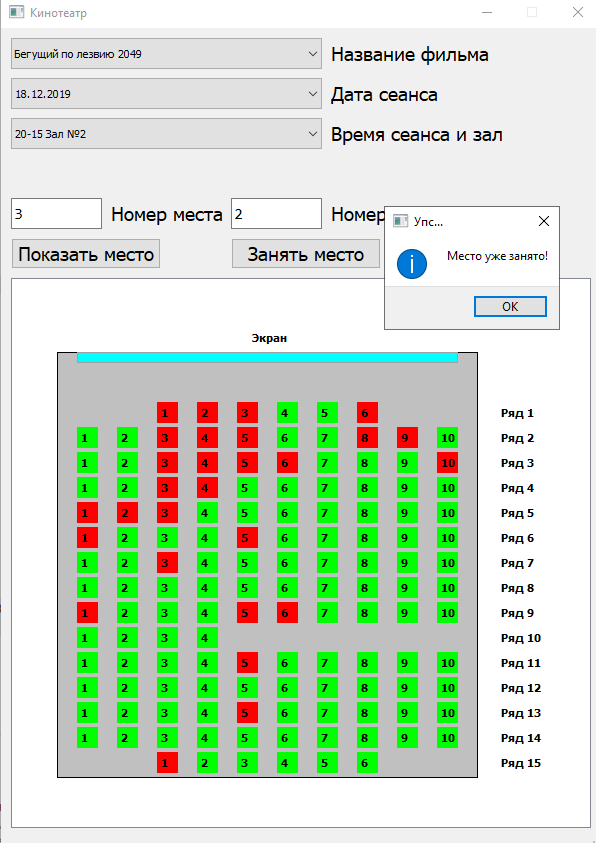 Кинотеатр
Бегущий по лезвию 2049 Название фильма
18.12.2019 Дата сеанса
20-15 Зал №2 Время сеанса и зал
3 Номер места 2 Номер
Упс...
Место уже занято!
OK
Показать место Занять место
Экран
1 2 3 4 5 6 Ряд 1
1 2 3 4 5 6 7 8 9 10 Ряд 2
1 2 3 4 5 6 7 8 9 10 Ряд 3
1 2 3 4 5 6 7 8 9 10 Ряд 4
1 2 3 4 5 6 7 8 9 10 Ряд 5
1 2 3 4 5 6 7 8 9 10 Ряд 6
1 2 3 4 5 6 7 8 9 10 Ряд 7
1 2 3 4 5 6 7 8 9 10 Ряд 8
1 2 3 4 5 6 7 8 9 10 Ряд 9
1 2 3 4 Ряд 10
1 2 3 4 5 6 7 8 9 10 Ряд 11
1 2 3 4 5 6 7 8 9 10 Ряд 12
1 2 3 4 5 6 7 8 9 10 Ряд 13
1 2 3 4 5 6 7 8 9 10 Ряд 14
1 2 3 4 5 6 Ряд 15